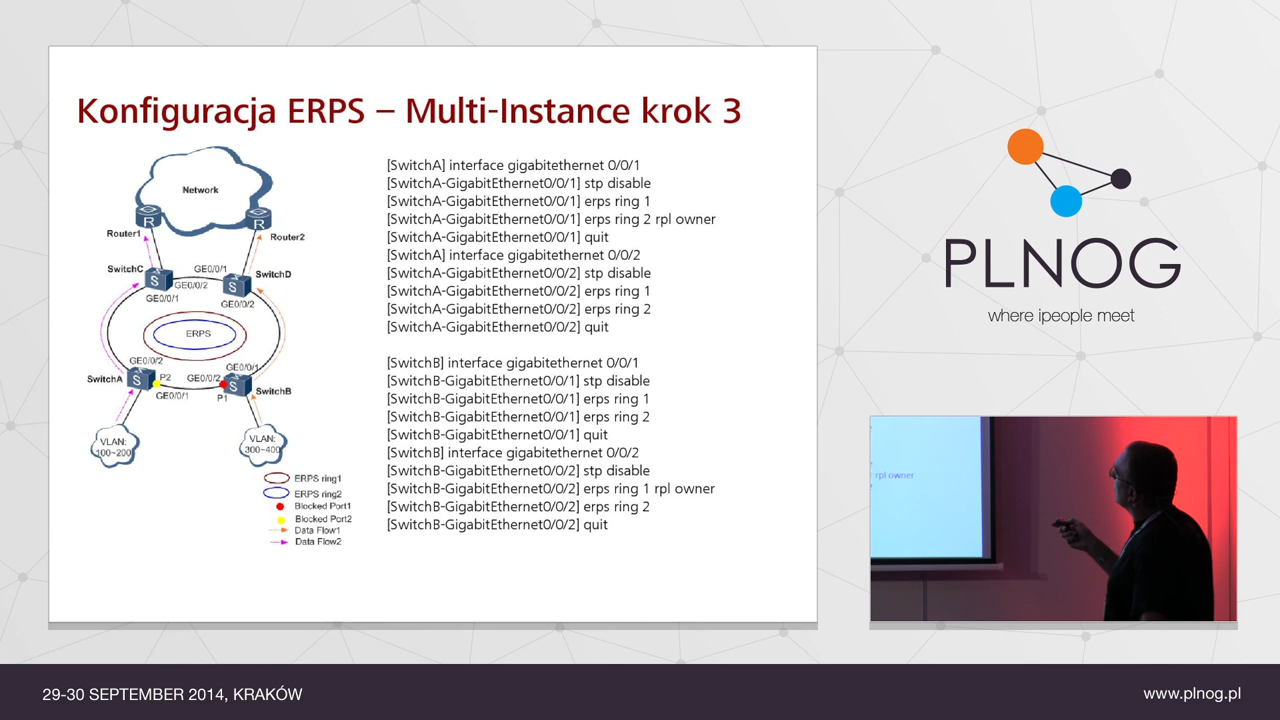 Konfiguracja ERPS – Multi-Instance krok 3
[SwitchA] interface gigabitethernet 0/0/1
[SwitchA-GigabitEthernet0/0/1] stp disable
[SwitchA-GigabitEthernet0/0/1] erps ring 1
[SwitchA-GigabitEthernet0/0/1] erps ring 2 rpl owner
[SwitchA-GigabitEthernet0/0/1] quit
[SwitchA] interface gigabitethernet 0/0/2
[SwitchA-GigabitEthernet0/0/2] stp disable
[SwitchA-GigabitEthernet0/0/2] erps ring 1
[SwitchA-GigabitEthernet0/0/2] erps ring 2
[SwitchA-GigabitEthernet0/0/2] quit
[SwitchB] interface gigabitethernet 0/0/1
[SwitchB-GigabitEthernet0/0/1] stp disable
[SwitchB-GigabitEthernet0/0/1] erps ring 1
[SwitchB-GigabitEthernet0/0/1] erps ring 2
[SwitchB-GigabitEthernet0/0/1] quit
[SwitchB] interface gigabitethernet 0/0/2
[SwitchB-GigabitEthernet0/0/2] stp disable
[SwitchB-GigabitEthernet0/0/2] erps ring 1 rpl owner
[SwitchB-GigabitEthernet0/0/2] erps ring 2
[SwitchB-GigabitEthernet0/0/2] quit
Network
R
R
Router1
Router2
SwitchC
GE0/0/1
SwitchD
S
GE0/0/2
S
GE0/0/1
GE0/0/2
ERPS
GE0/0/2
GE0/0/1
SwitchA
S
P2
GE0/0/2
S
SwitchB
GE0/0/1
P1
VLAN:
100~200
VLAN:
300~400
ERPS ring1
ERPS ring2
Blocked Port1
Blocked Port2
Data Flow1
Data Flow2
PLNOG
where ipeople meet
rpl owner
29-30 SEPTEMBER 2014, KRAKÓW
www.plnog.pl